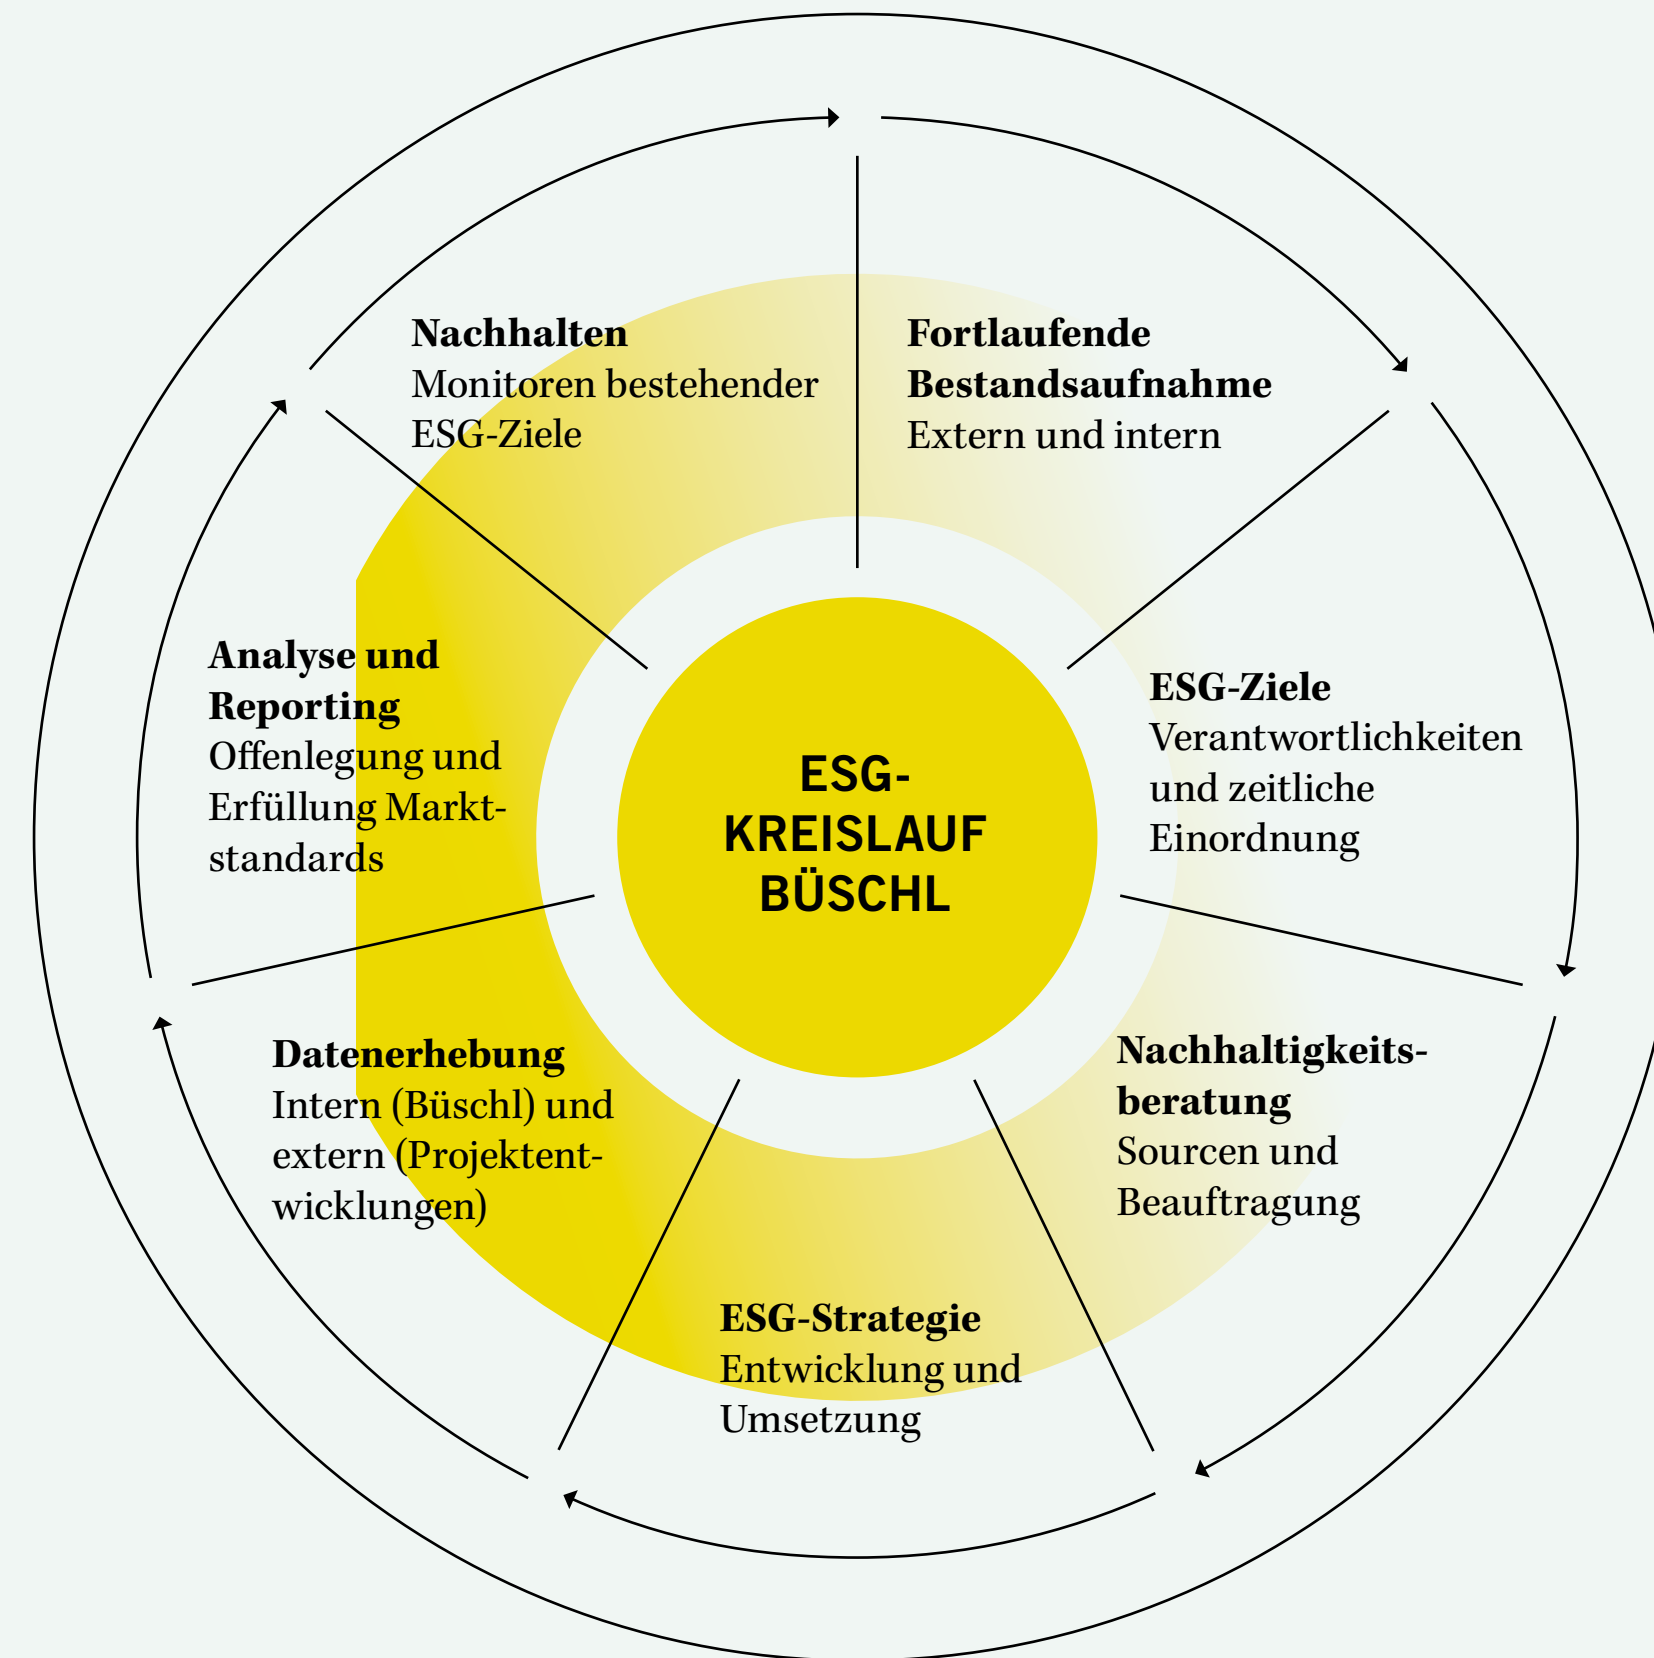 Nachhalten
Monitoren bestehender
ESG-Ziele
Fortlaufende
Bestandsaufnahme
Extern und intern
ESG-Ziele
Verantwortlichkeiten
und zeitliche
Einordnung
Nachhaltigkeits-
beratung
Sourcen und
Beauftragung
ESG-Strategie
Entwicklung und
Umsetzung
Datenerhebung
Intern (Büschl) und
extern (Projektent-
wicklungen)
Analyse und
Reporting
Offenlegung und
Erfüllung Markt-
standards
ESG-
KREISLAUF
BÜSCHL